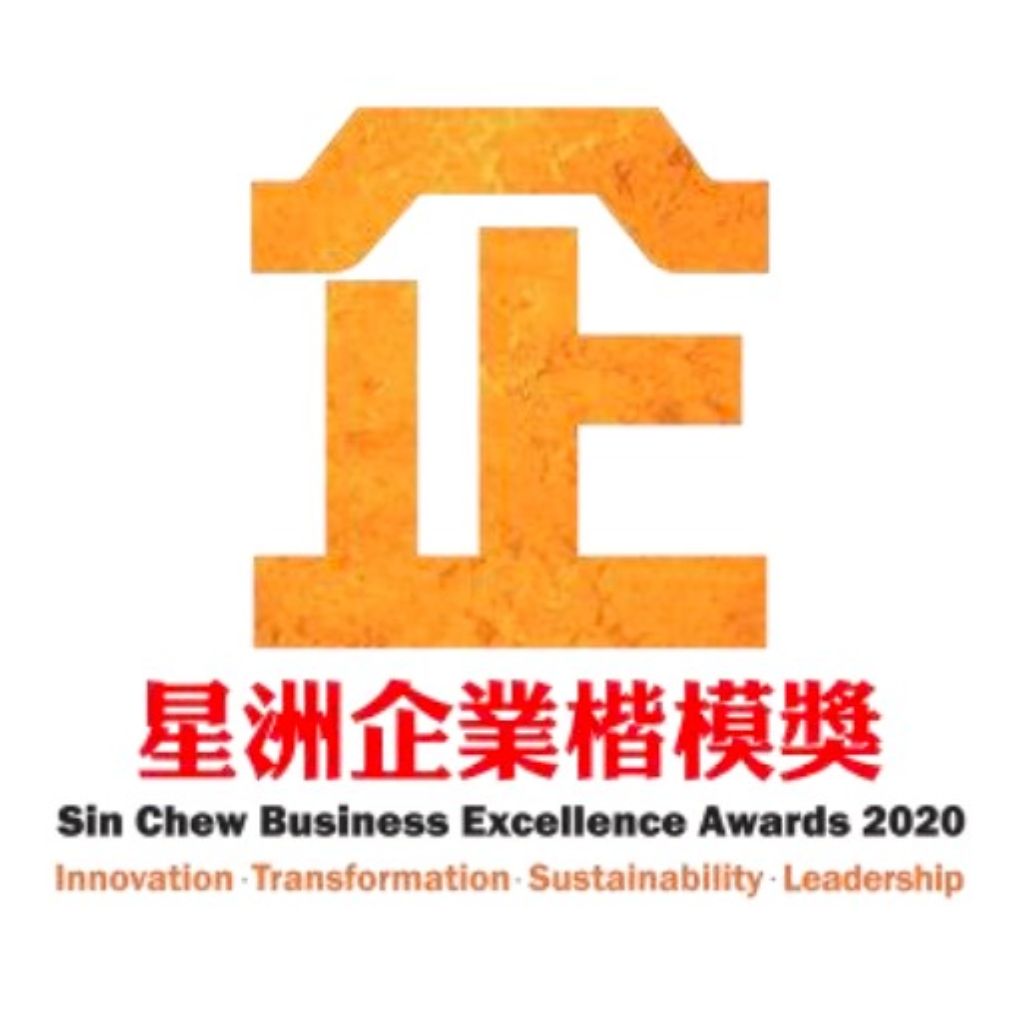 企
星洲企業楷模獎
Sin Chew Business Excellence Awards 2020
Innovation · Transformation · Sustainability · Leadership